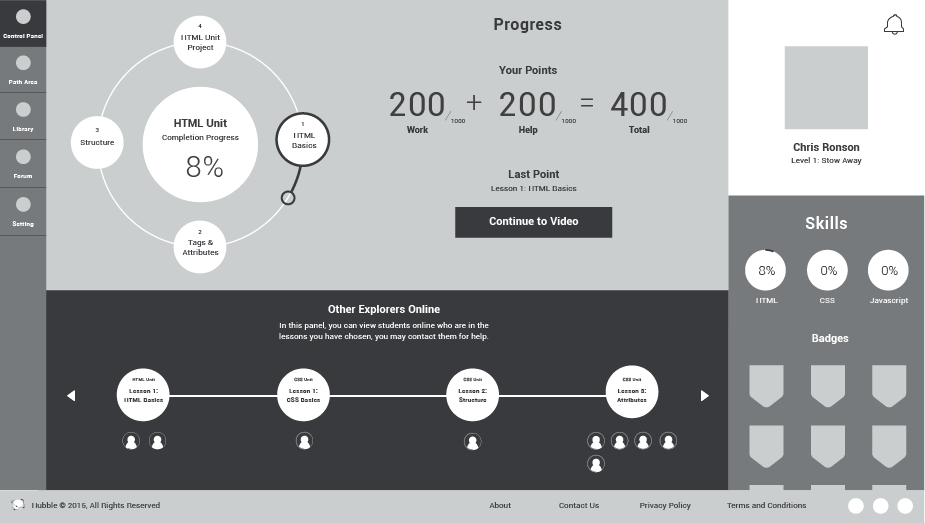 Control Panel
Path Area
Library
Forum
Setting
4
HTML Unit
Project
3
Structure
HTML Unit
Completion Progress
8%
1
HTML
Basics
2
Tags &
Attributes
Progress
Your Points
200/1000 + 200/1000 = 400/1000
Work Help Total
Last Point
Lesson 1: HTML Basics
Continue to Video
Chris Ronson
Level 1: Stow Away
Skills
8% 0% 0%
HTML CSS Javascript
Badges
Other Explorers Online
In this panel, you can view students online who are in the
lessons you have chosen, you may contact them for help.
HTML Unit
Lesson 1:
HTML Basics
CSS Unit
Lesson 1:
CSS Basics
CSS Unit
Lesson 2:
Structure
CSS Unit
Lesson 3:
Attributes
Hubble © 2015, All Rights Reserved
About Contact Us Privacy Policy Terms and Conditions